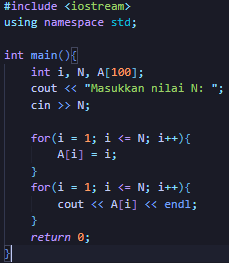 #include <iostream>
using namespace std;
int main(){
int i, N, A[100];
cout << "Masukkan nilai N: ";
cin >> N;
for(i = 1; i <= N; i++){
A[i] = i;
}
for(i = 1; i <= N; i++){
cout << A[i] << endl;
}
return 0;
}